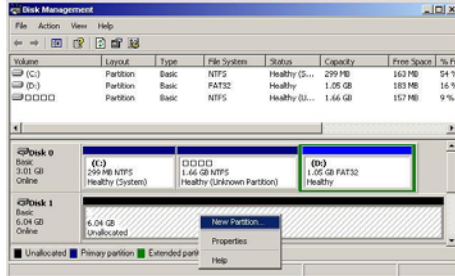 Disk Management
File Action View Help
Volume Layout Type File System Status Capacity Free Space % F
(C:) Partition Basic NTFS Healthy (S... 299 MB 163 MB 54 %
(D:) Partition Basic FAT32 Healthy 1.05 GB 183 MB 16 %
□□□□ Partition Basic NTFS Healthy (U... 1.66 GB 157 MB 9 %
Disk 0
Basic
3.01 GB
Online
(C:)
299 MB NTFS
Healthy (System)
□□□□
1.66 GB NTFS
Healthy (Unknown Partition)
(D:)
1.05 GB FAT32
Healthy
Disk 1
Basic
6.04 GB
Online
6.04 GB
Unallocated
New Partition...
Properties
Help
Unallocated Primary partition Extended parti